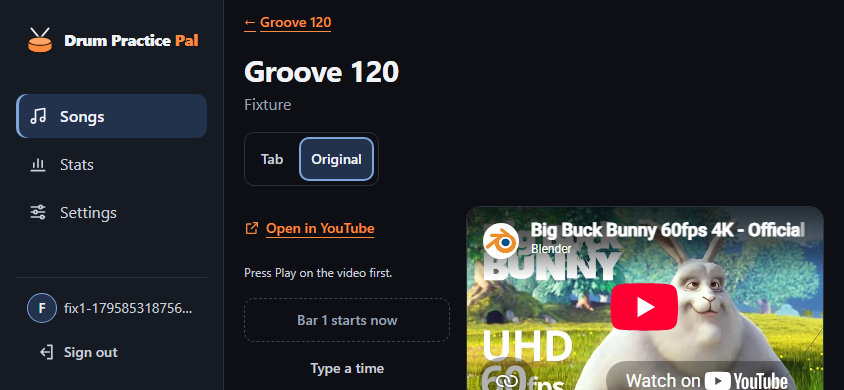 Drum Practice Pal
Songs
Stats
Settings
F
fix1-179585318756...
Sign out
← Groove 120
Groove 120
Fixture
Tab
Original
Open in YouTube
Press Play on the video first.
Bar 1 starts now
Type a time
Big Buck Bunny 60fps 4K - Official
Blender
BUNNY
UHD
60fps
Watch on YouTube